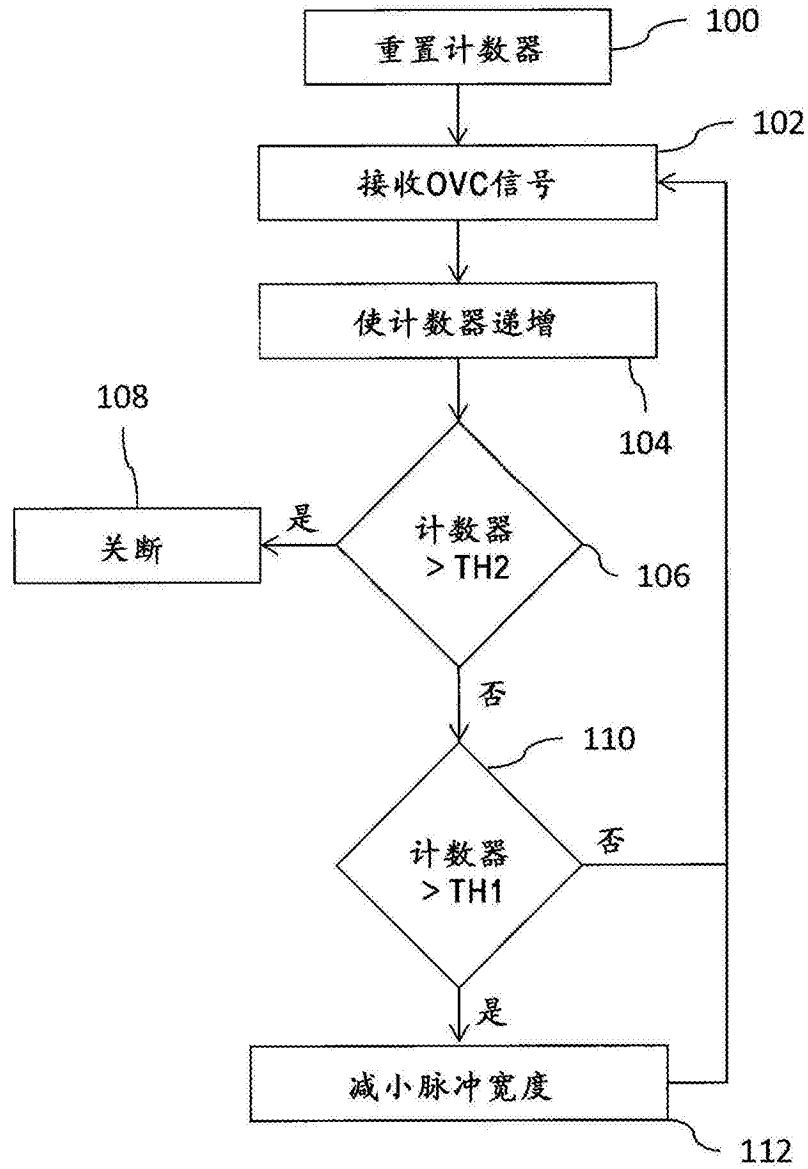 重置计数器
100
102
接收OVC信号
使计数器递增
104
108
是
关断
计数器
> TH2
106
否
110
计数器
> TH1
否
是
减小脉冲宽度
112